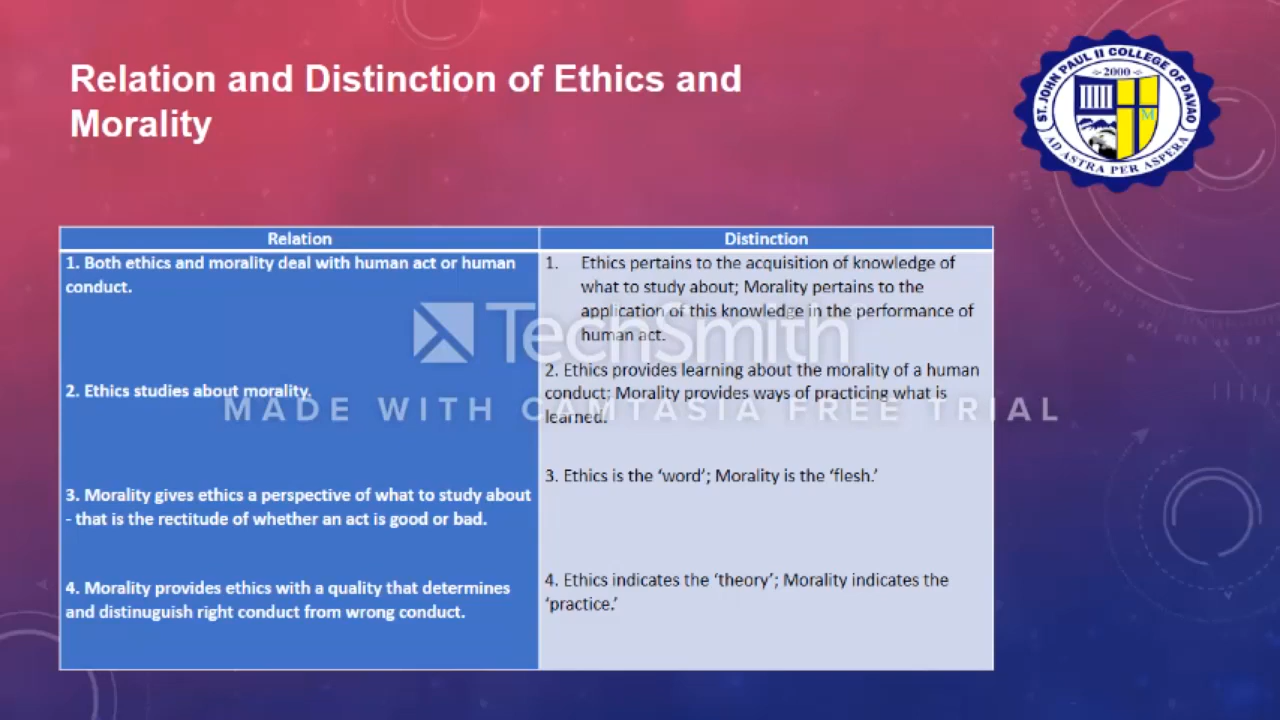 Relation and Distinction of Ethics and
Morality
ST. JOHN PAUL II COLLEGE OF DAVAO
2000
M
AD ASTRA PER ASPERA
Relation
Distinction
1. Both ethics and morality deal with human act or human
conduct.
2. Ethics studies about morality.
3. Morality gives ethics a perspective of what to study about
- that is the rectitude of whether an act is good or bad.
4. Morality provides ethics with a quality that determines
and distinuguish right conduct from wrong conduct.
1. Ethics pertains to the acquisition of knowledge of
what to study about; Morality pertains to the
application of this knowledge in the performance of
human act.
2. Ethics provides learning about the morality of a human
conduct; Morality provides ways of practicing what is
learned.
3. Ethics is the ‘word’; Morality is the ‘flesh.’
4. Ethics indicates the ‘theory’; Morality indicates the
‘practice.’
TechSmith
MADE WITH CAMTASIA FREE TRIAL